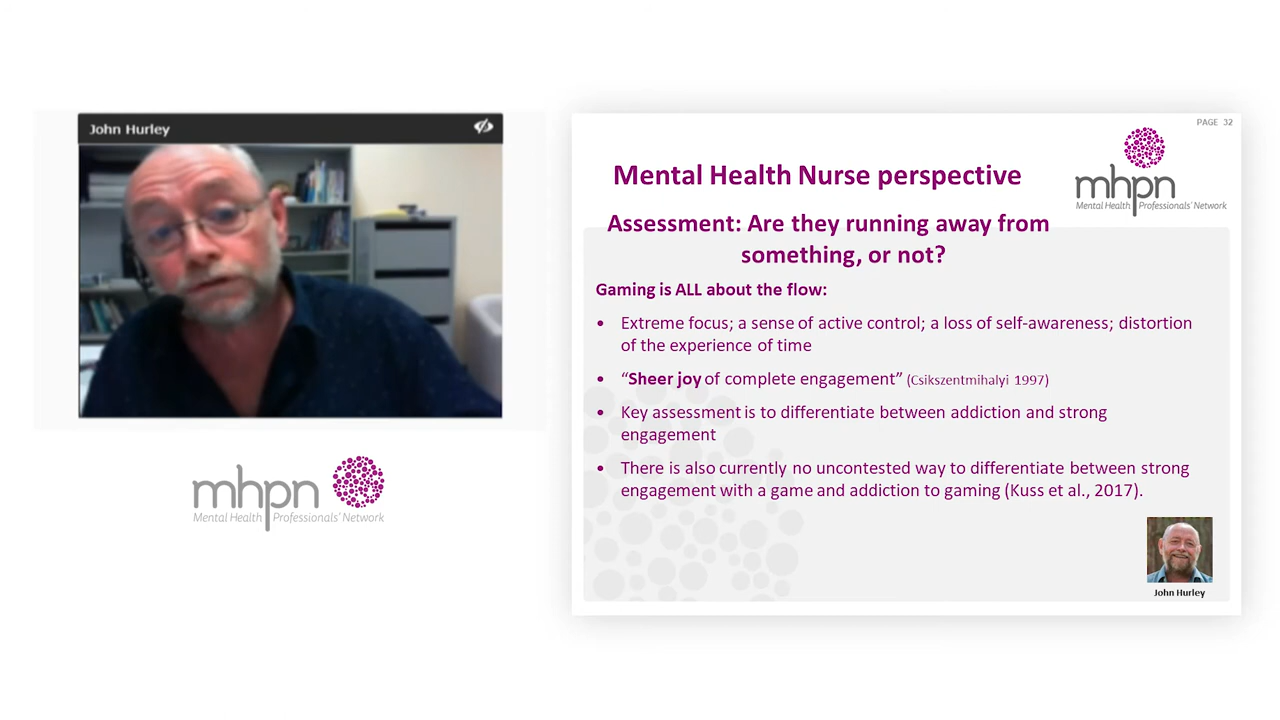 John Hurley
mhpn
Mental Health Professionals' Network
PAGE 32
mhpn
Mental Health Professionals' Network
Mental Health Nurse perspective
Assessment: Are they running away from
something, or not?
Gaming is ALL about the flow:
• Extreme focus; a sense of active control; a loss of self-awareness; distortion
of the experience of time
• “Sheer joy of complete engagement” (Csikszentmihalyi 1997)
• Key assessment is to differentiate between addiction and strong
engagement
• There is also currently no uncontested way to differentiate between strong
engagement with a game and addiction to gaming (Kuss et al., 2017).
John Hurley